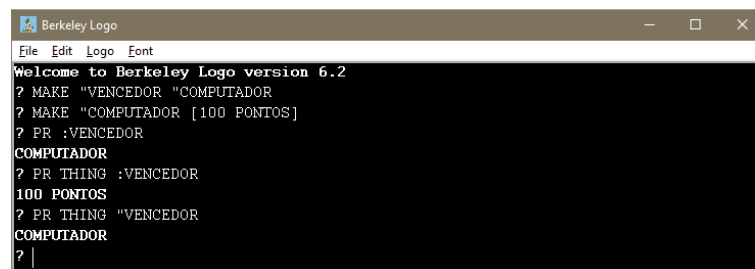 Berkeley Logo
File Edit Logo Font
Welcome to Berkeley Logo version 6.2
? MAKE "VENCEDOR "COMPUTADOR
? MAKE "COMPUTADOR [100 PONTOS]
? PR :VENCEDOR
COMPUTADOR
? PR THING :VENCEDOR
100 PONTOS
? PR THING "VENCEDOR
COMPUTADOR
?